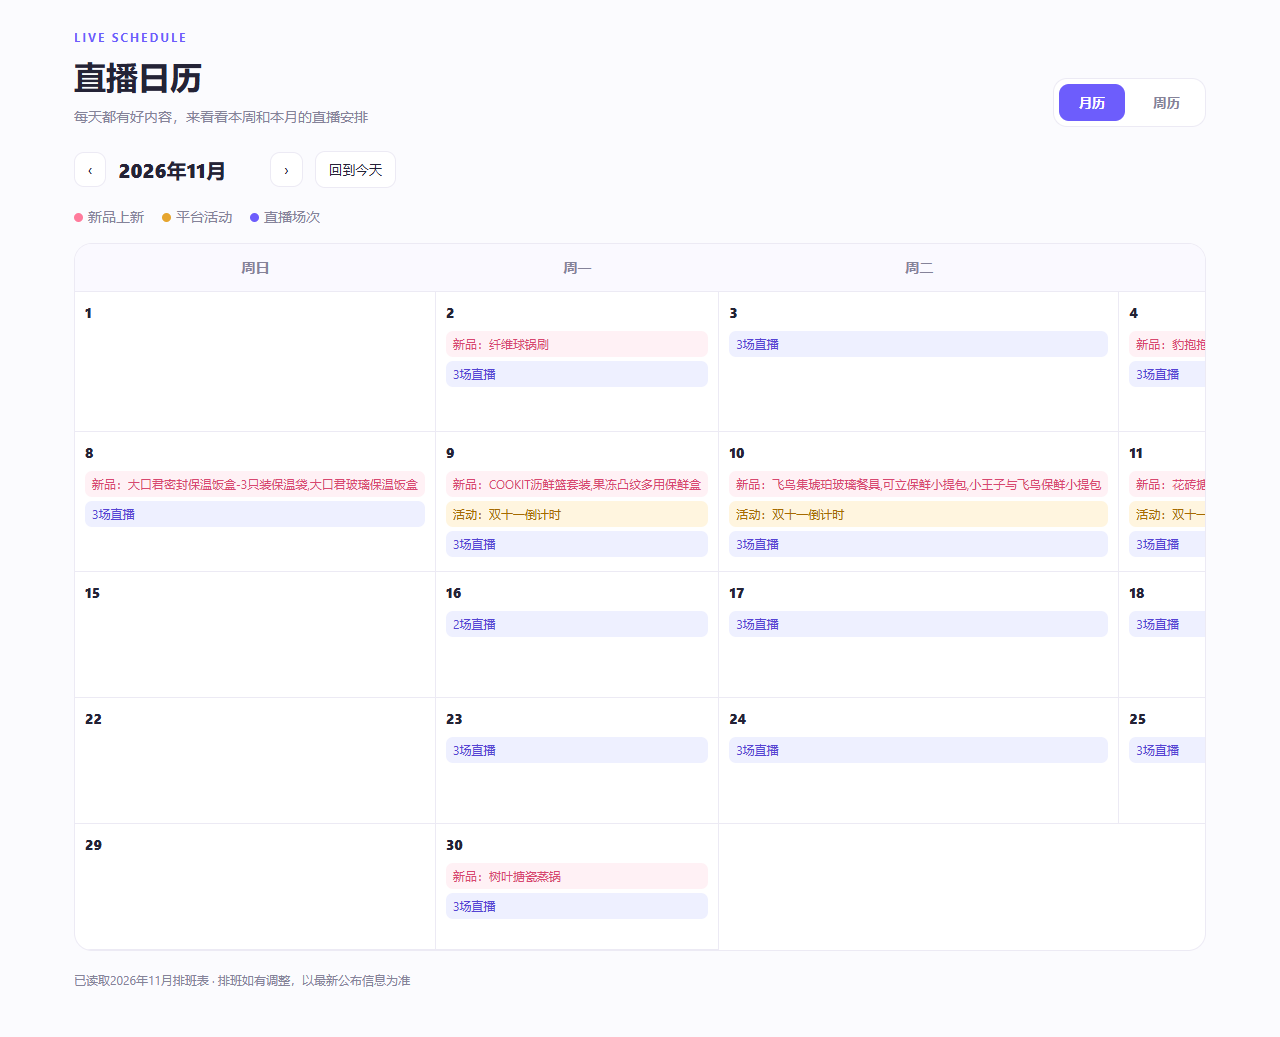 LIVE SCHEDULE
直播日历
每天都有好内容，来看看本周和本月的直播安排
月历 周历
‹ 2026年11月 › 回到今天
新品上新 平台活动 直播场次
周日 周一 周二
1 2 3 4
新品：纤维球锅刷 3场直播 新品：豹抱
3场直播 3场直播
8 9 10 11
新品：大口君密封保温饭盒-3只装保温袋,大口君玻璃保温饭盒 新品：COOKIT沥鲜篮套装,果冻凸纹多用保鲜盒 新品：飞鸟集琥珀玻璃餐具,可立保鲜小提包,小王子与飞鸟保鲜小提包 新品：花砖搪
3场直播 活动：双十一倒计时 活动：双十一倒计时 活动：双十一
3场直播 3场直播 3场直播
15 16 17 18
2场直播 3场直播 3场直播
22 23 24 25
3场直播 3场直播 3场直播
29 30
新品：树叶搪瓷蒸锅
3场直播
已读取2026年11月排班表 · 排班如有调整，以最新公布信息为准